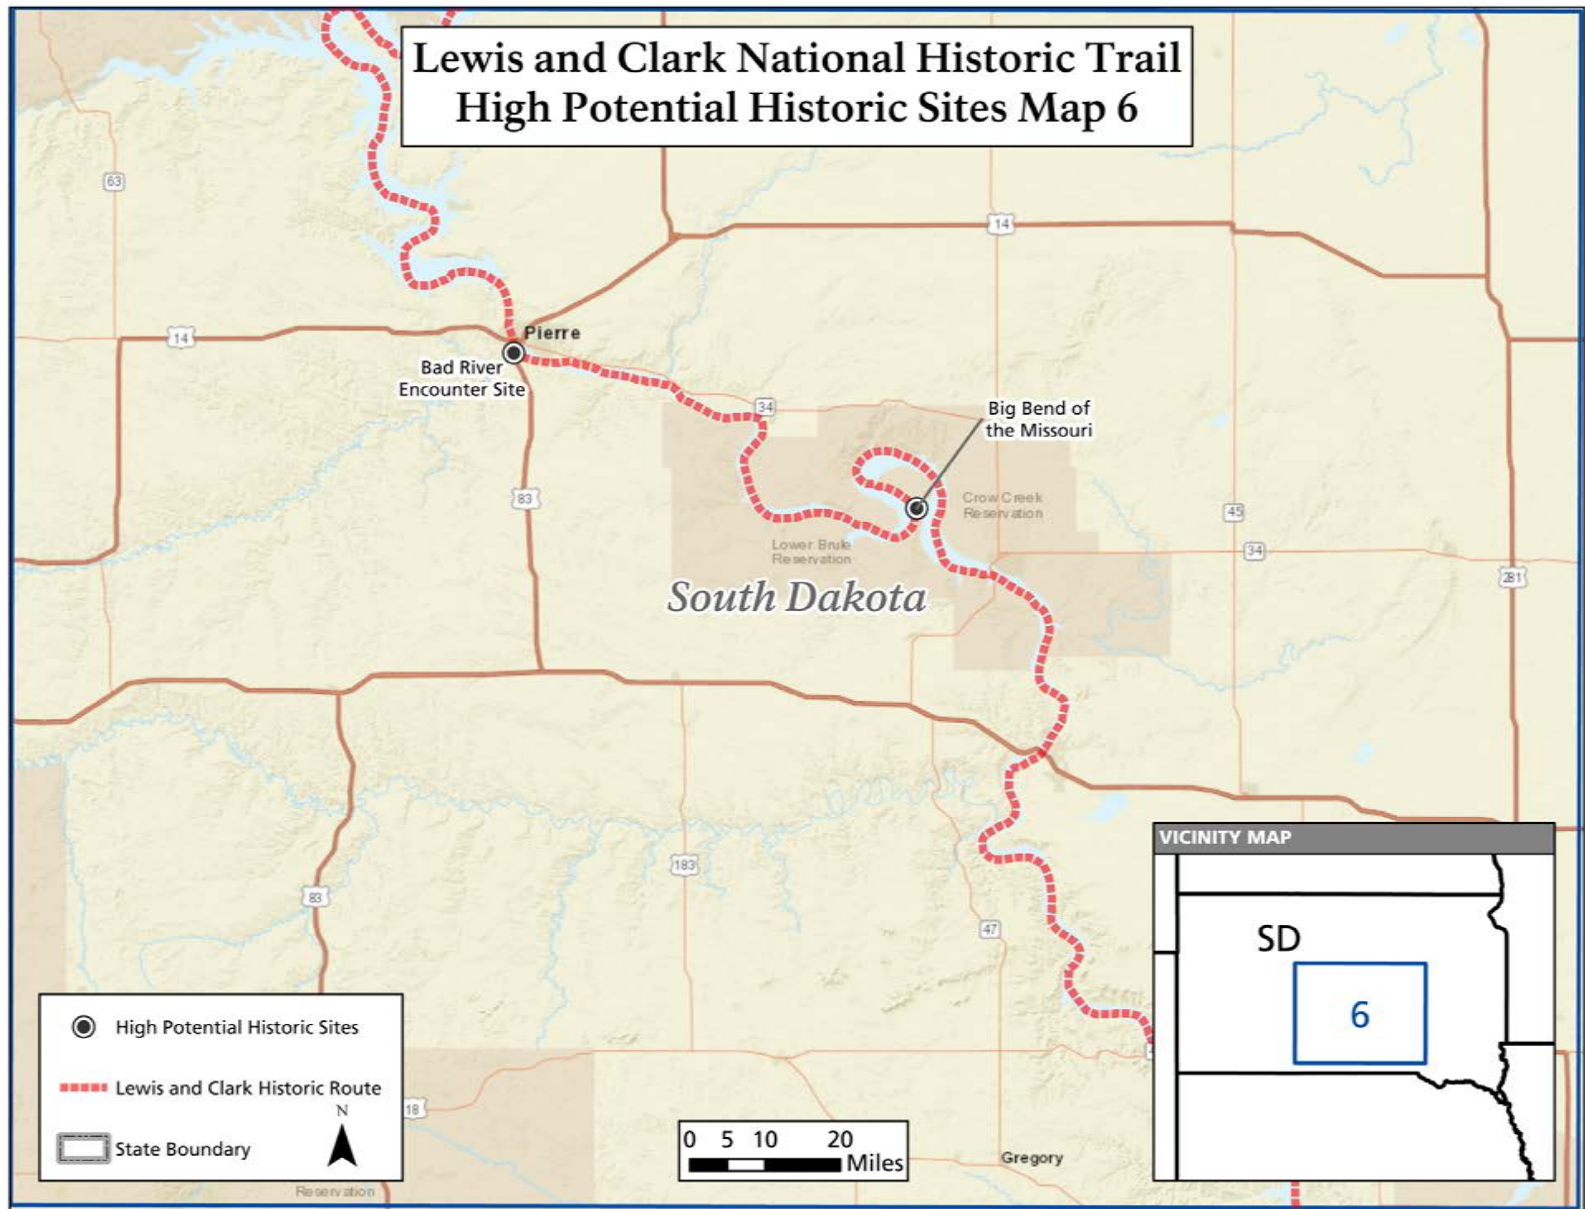 Lewis and Clark National Historic Trail
High Potential Historic Sites Map 6
63
14
14
Pierre
Bad River
Encounter Site
34
Big Bend of
the Missouri
83
Crow Creek
Reservation
45
Lower Brule
Reservation
34
281
South Dakota
183
83
47
VICINITY MAP
SD
6
High Potential Historic Sites
Lewis and Clark Historic Route
N
State Boundary
18
0 5 10 20
Miles
Gregory
Reservation